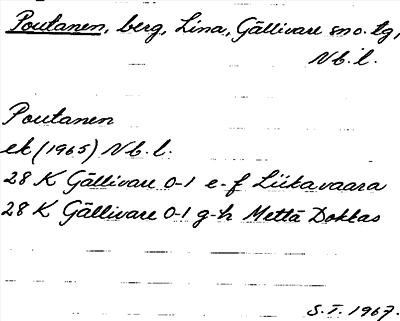 Poutanen, berg, Lina, Gällivare sno. tg,
Nb. l.
Poutanen
ek (1965) Nb. l.
28 K Gällivare 0-1 e-f Liikavaara
28 K Gällivare 0-1 g-h Mettä Dokkas
S.T. 1967.